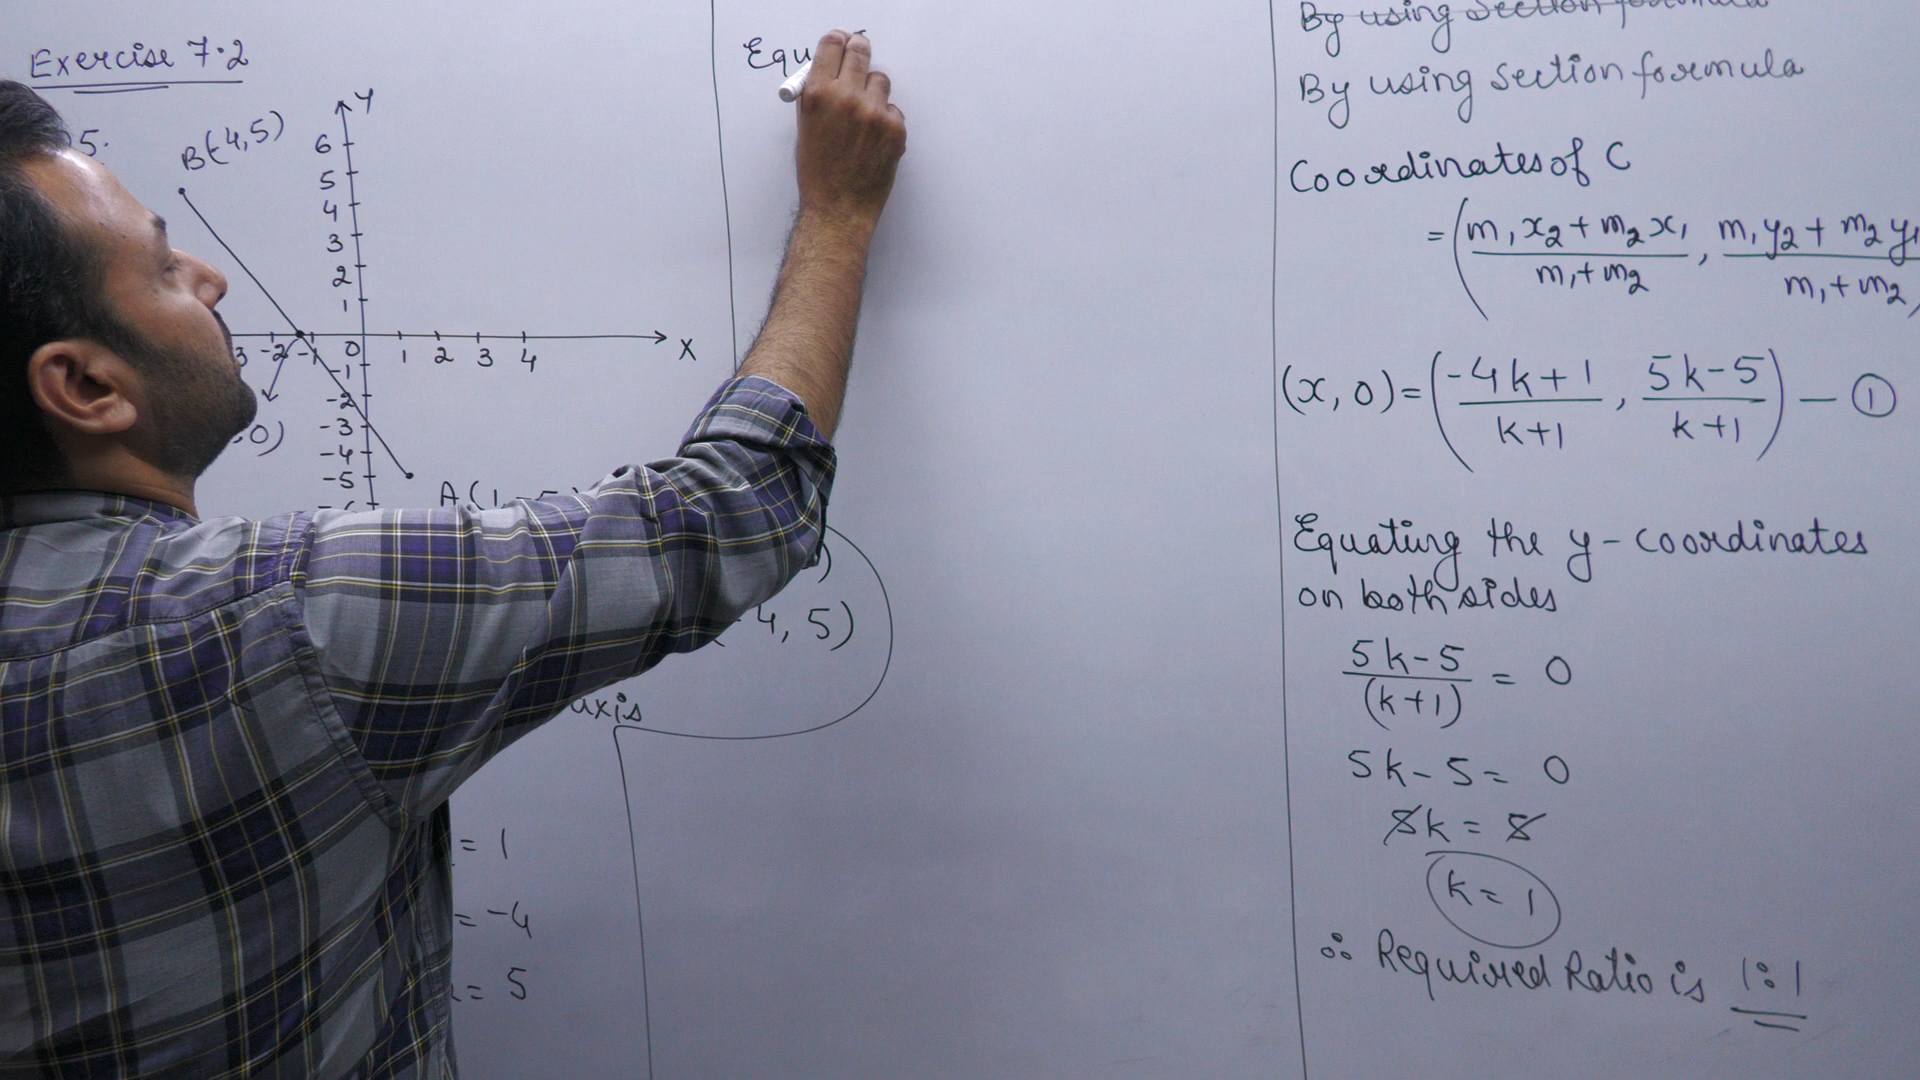 Exercise 7.2
5.
B(-4,5)
Y
6
5
4
3
2
1
3 -2 -1 0 1 2 3 4 X
-1
-2
-3
-4
-5
0)
A(1,-5)
4, 5)
axis
= 1
= -4
= 5
Equ
By using section formula
By using section formula
Coordinates of C
= (m1x2 + m2x1 / m1 + m2 , m1y2 + m2y1 / m1 + m2
(x, 0) = (-4k+1 / k+1 , 5k-5 / k+1) — ①
Equating the y-coordinates
on both sides
5k-5 / (k+1) = 0
5k-5 = 0
5k = 5
k = 1
∴ Required Ratio is 1:1